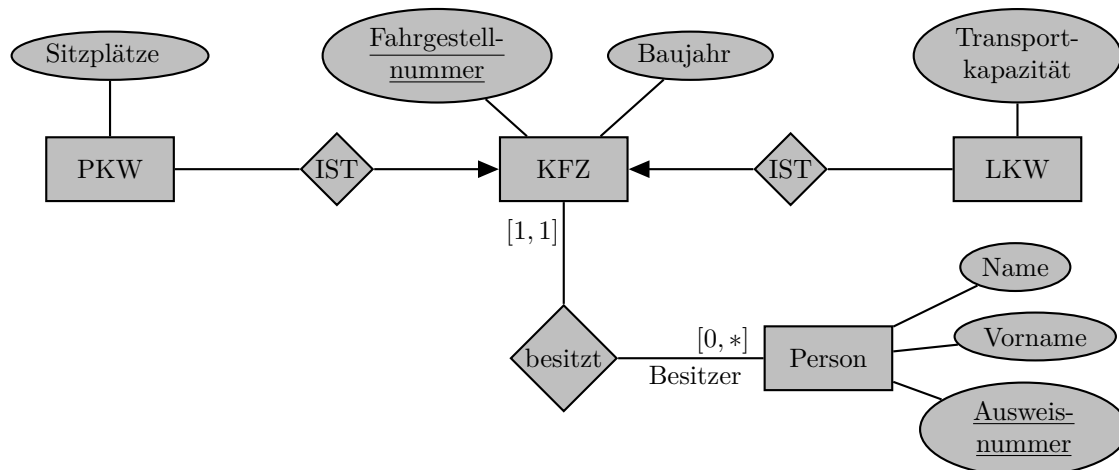 Sitzplätze
Fahrgestell-
nummer
Baujahr
Transport-
kapazität
PKW
IST
KFZ
IST
LKW
[1, 1]
Name
[0, ∗]
Vorname
besitzt
Person
Besitzer
Ausweis-
nummer